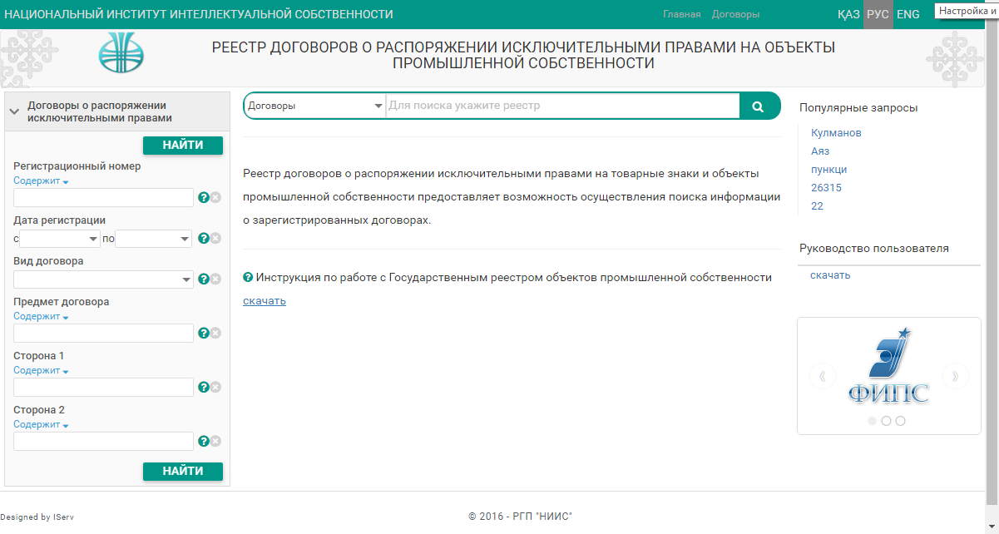 НАЦИОНАЛЬНЫЙ ИНСТИТУТ ИНТЕЛЛЕКТУАЛЬНОЙ СОБСТВЕННОСТИ
Главная Договоры
ҚАЗ РУС ENG
Настройка и
РЕЕСТР ДОГОВОРОВ О РАСПОРЯЖЕНИИ ИСКЛЮЧИТЕЛЬНЫМИ ПРАВАМИ НА ОБЪЕКТЫ
ПРОМЫШЛЕННОЙ СОБСТВЕННОСТИ
Договоры о распоряжении
исключительными правами
НАЙТИ
Регистрационный номер
Содержит
Дата регистрации
с по
Вид договора
Предмет договора
Содержит
Сторона 1
Содержит
Сторона 2
Содержит
НАЙТИ
Договоры Для поиска укажите реестр
Реестр договоров о распоряжении исключительными правами на товарные знаки и объекты
промышленной собственности предоставляет возможность осуществления поиска информации
о зарегистрированных договорах.
Инструкция по работе с Государственным реестром объектов промышленной собственности
скачать
Популярные запросы
Кулманов
Аяз
пункци
26315
22
Руководство пользователя
скачать
ФИПС
Designed by IServ
© 2016 - РГП "НИИС"